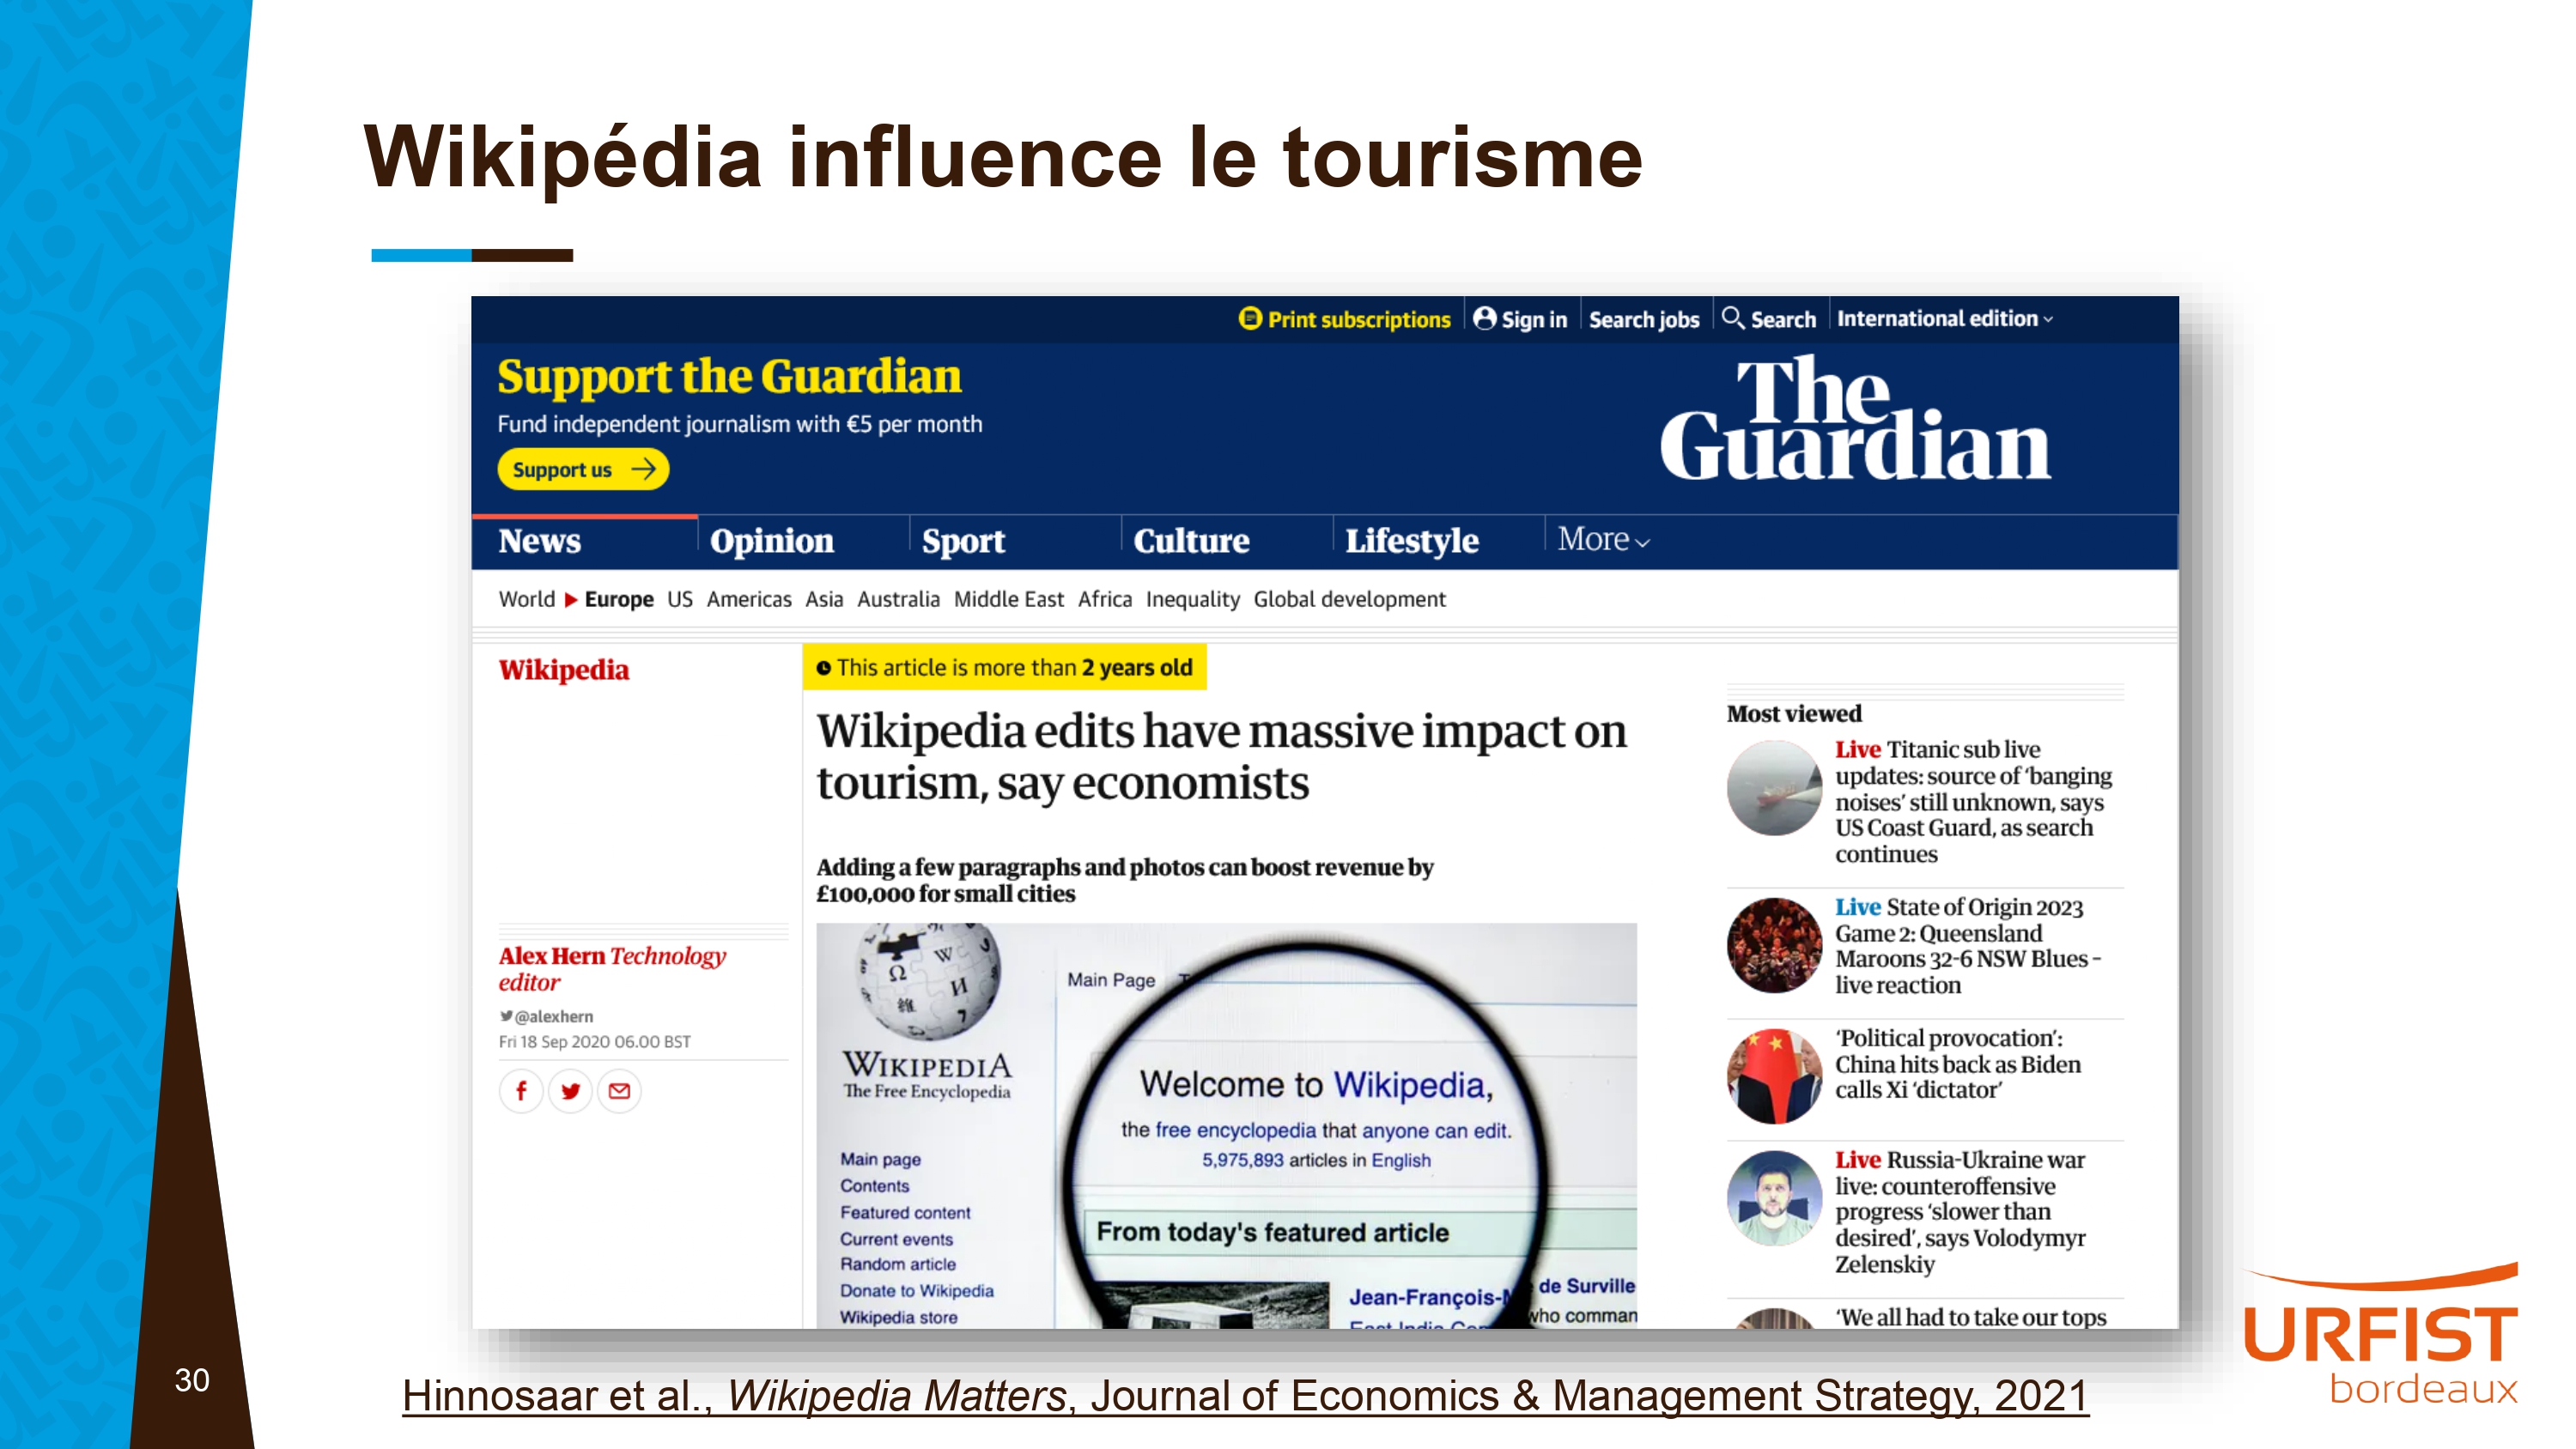 Wikipédia influence le tourisme
Print subscriptions
Sign in
Search jobs
Search
International edition
Support the Guardian
Fund independent journalism with €5 per month
Support us
The
Guardian
News
Opinion
Sport
Culture
Lifestyle
More
World Europe US Americas Asia Australia Middle East Africa Inequality Global development
Wikipedia
This article is more than 2 years old
Wikipedia edits have massive impact on
tourism, say economists
Adding a few paragraphs and photos can boost revenue by
£100,000 for small cities
Alex Hern Technology
editor
@alexhern
Fri 18 Sep 2020 06.00 BST
WIKIPEDIA
The Free Encyclopedia
Main page
Contents
Featured content
Current events
Random article
Donate to Wikipedia
Wikipedia store
Main Page
Welcome to Wikipedia,
the free encyclopedia that anyone can edit.
5,975,893 articles in English
From today's featured article
Jean-François- de Surville
who comman
Most viewed
Live Titanic sub live
updates: source of ‘banging
noises’ still unknown, says
US Coast Guard, as search
continues
Live State of Origin 2023
Game 2: Queensland
Maroons 32-6 NSW Blues –
live reaction
‘Political provocation’:
China hits back as Biden
calls Xi ‘dictator’
Live Russia-Ukraine war
live: counteroffensive
progress ‘slower than
desired’, says Volodymyr
Zelenskiy
‘We all had to take our tops
30
Hinnosaar et al., Wikipedia Matters, Journal of Economics & Management Strategy, 2021
URFIST
bordeaux